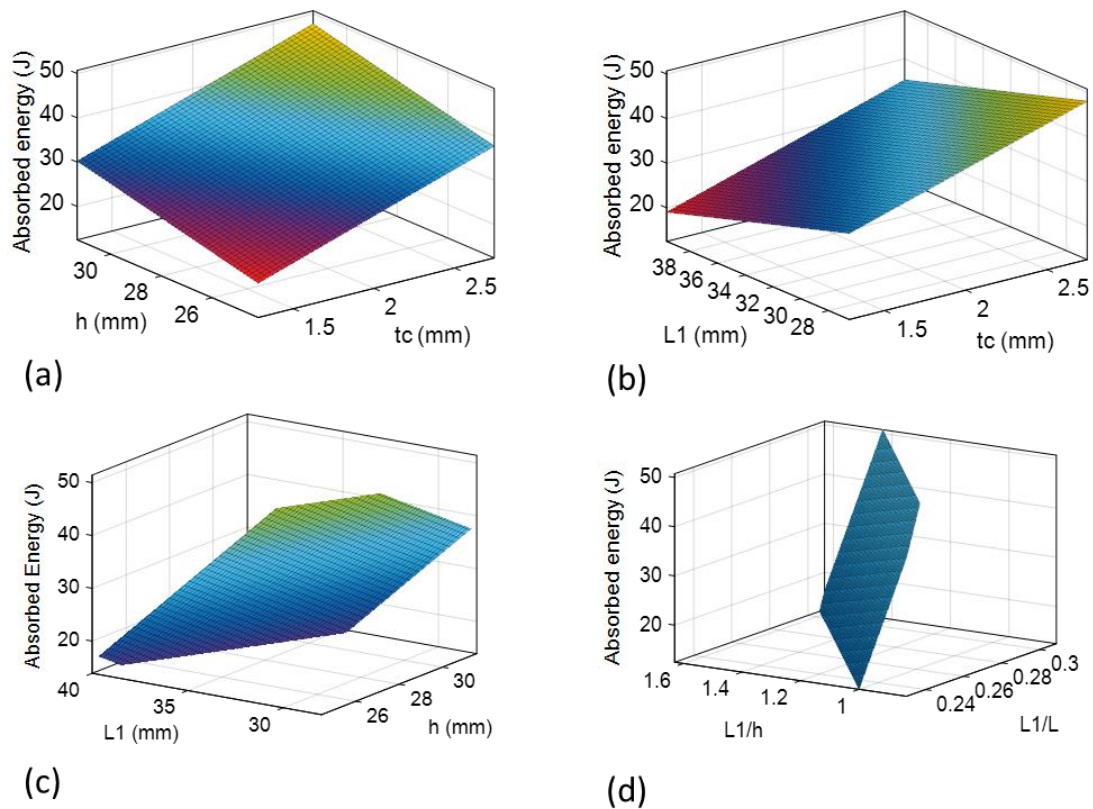 50
40
30
20
Absorbed energy (J)
30
28
26
h (mm)
1.5
2
2.5
tc (mm)
(a)
50
40
30
20
Absorbed energy (J)
38
36
34
32
30
28
L1 (mm)
1.5
2
2.5
tc (mm)
(b)
50
40
30
20
Absorbed Energy (J)
40
35
30
L1 (mm)
26
28
30
h (mm)
(c)
50
40
30
20
Absorbed energy (J)
1.6
1.4
1.2
1
L1/h
0.24
0.26
0.28
0.3
L1/L
(d)